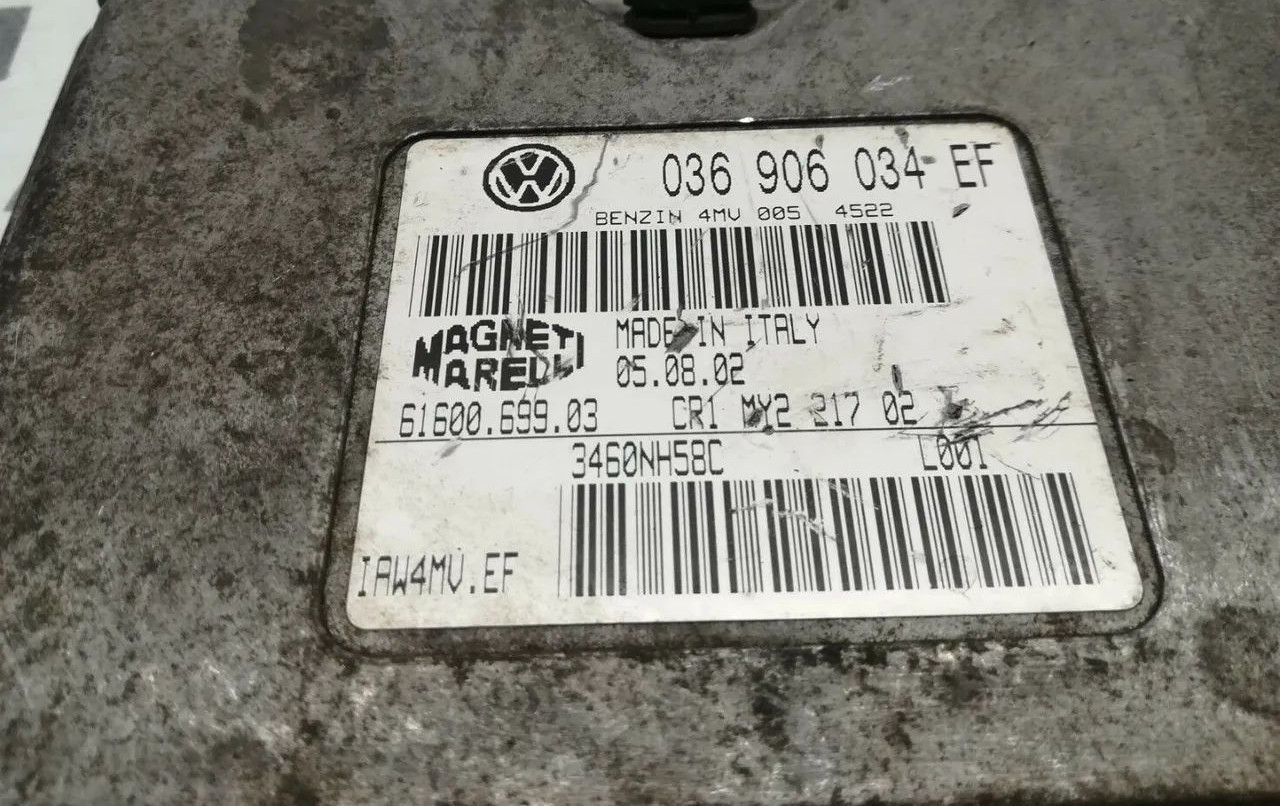 036 906 034 EF
BENZIN 4MV 005 4522
MAGNETI MARELLI
MADE IN ITALY
05.08.02
61600.699.03 CR1 MY2 217 02
3460NH58C L001
IAW4MV.EF